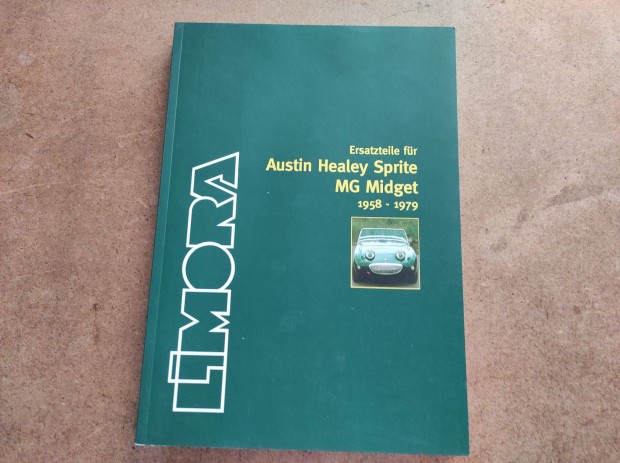 LIMORA
Ersatzteile für
Austin Healey Sprite
MG Midget
1958 - 1979